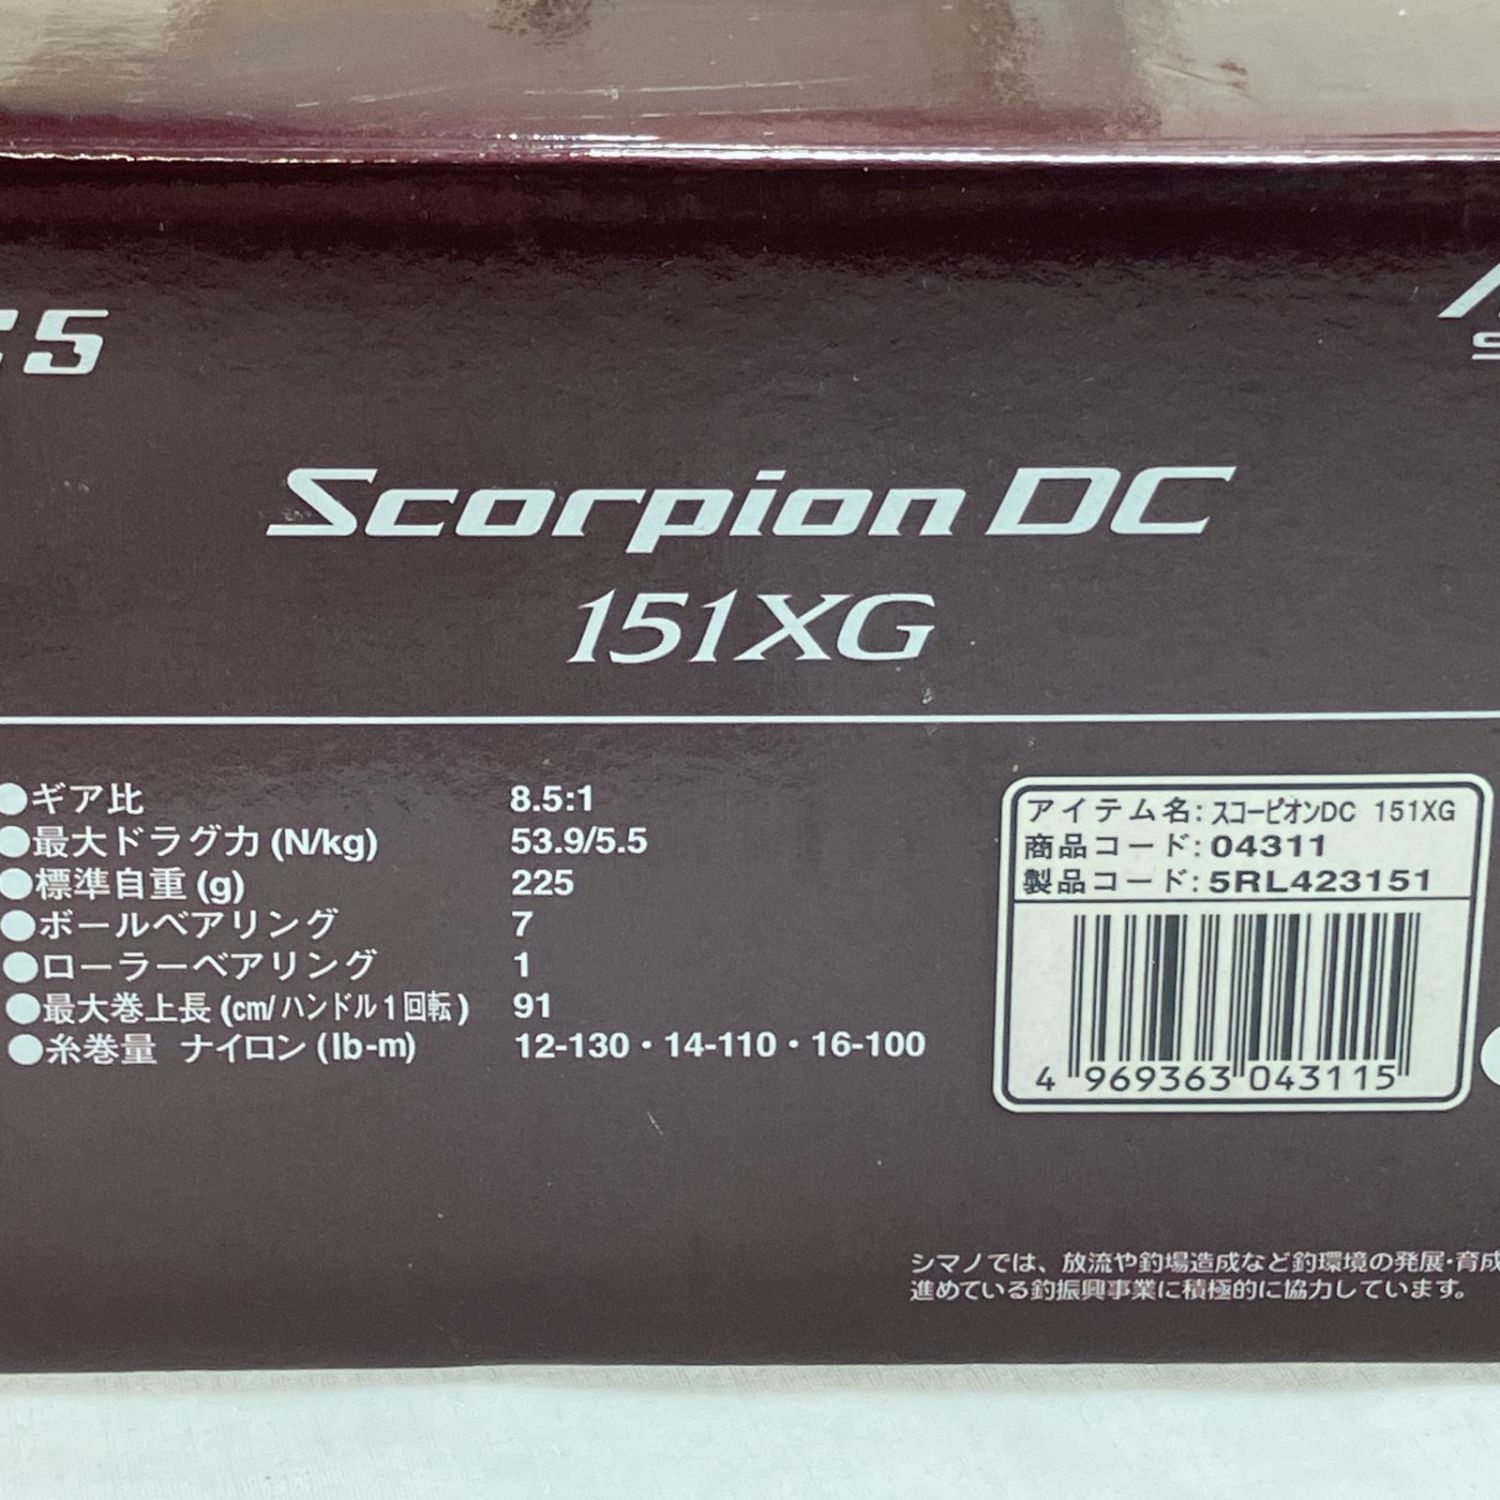 5
Scorpion DC
151XG
●ギア比 8.5:1
●最大ドラグ力 (N/kg) 53.9/5.5
●標準自重 (g) 225
●ボールベアリング 7
●ローラーベアリング 1
●最大巻上長 (cm/ハンドル1回転) 91
●糸巻量 ナイロン (lb-m) 12-130・14-110・16-100
アイテム名: スコーピオンDC 151XG
商品コード: 04311
製品コード: 5RL423151
4 969363 043115
シマノでは、放流や釣場造成など釣環境の発展・育成
進めている釣振興事業に積極的に協力しています。